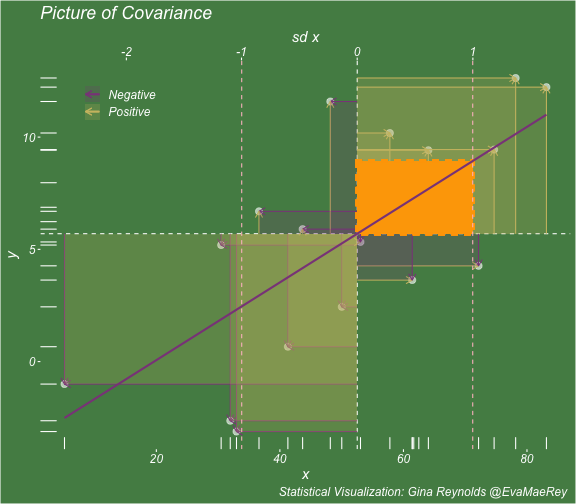 Picture of Covariance
sd x
-2 -1 0 1
Negative
Positive
10
5
0
y
20 40 60 80
x
Statistical Visualization: Gina Reynolds @EvaMaeRey